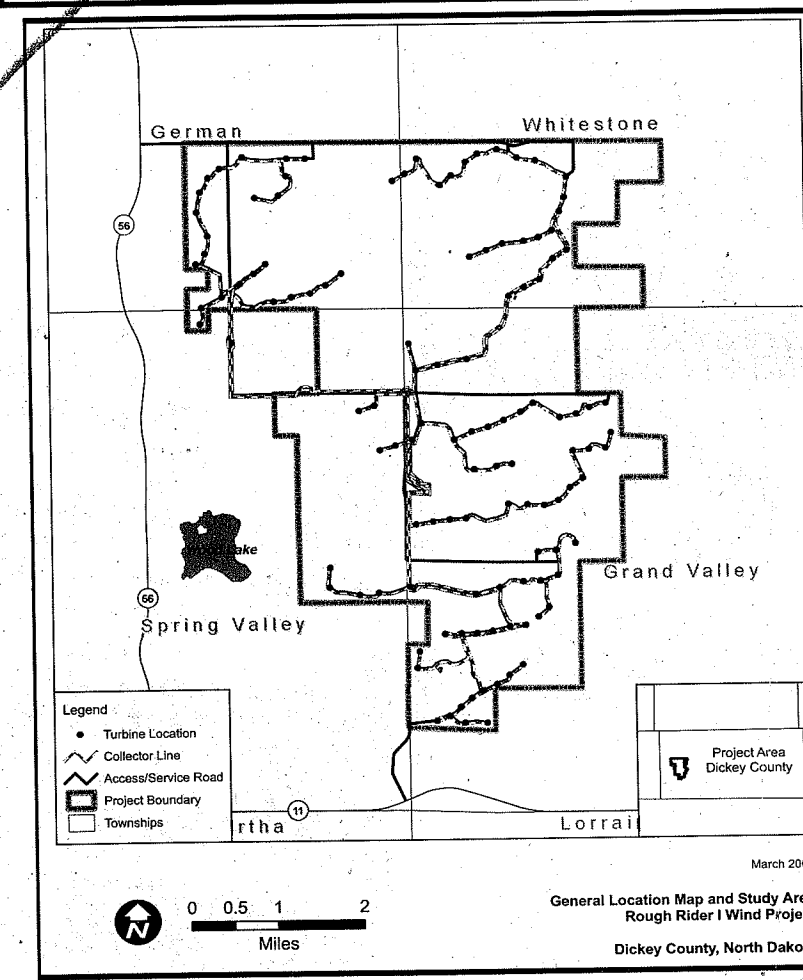 German
Whitestone
56
Lake
66
Grand Valley
Spring Valley
Legend
Turbine Location
Collector Line
Access/Service Road
Project Boundary
Townships
Project Area
Dickey County
11
rtha
Lorrai
March 20
N
0 0.5 1 2
Miles
General Location Map and Study Are
Rough Rider I Wind Proje
Dickey County, North Dako